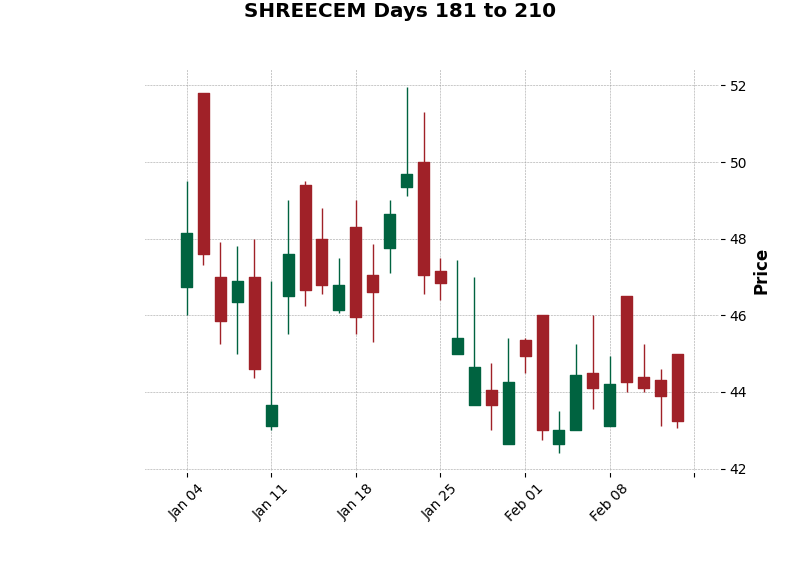 SHREECEM Days 181 to 210
52
50
48
46
44
42
Price
Jan 04
Jan 11
Jan 18
Jan 25
Feb 01
Feb 08